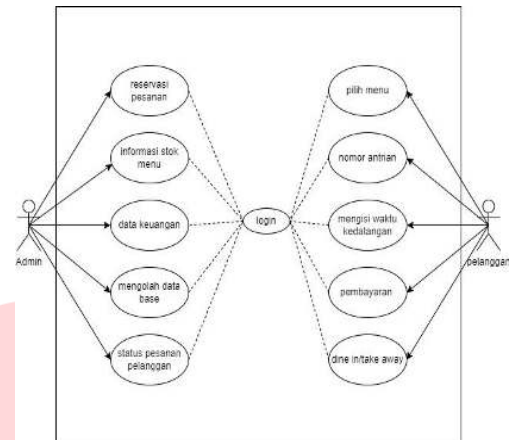 reservasi
pesanan
pilih menu
informasi stok
menu
nomor antrian
data keuangan
login
mengisi waktu
kedatangan
Admin
pelanggan
mengolah data
base
pembayaran
status pesanan
pelanggan
dine in/take away